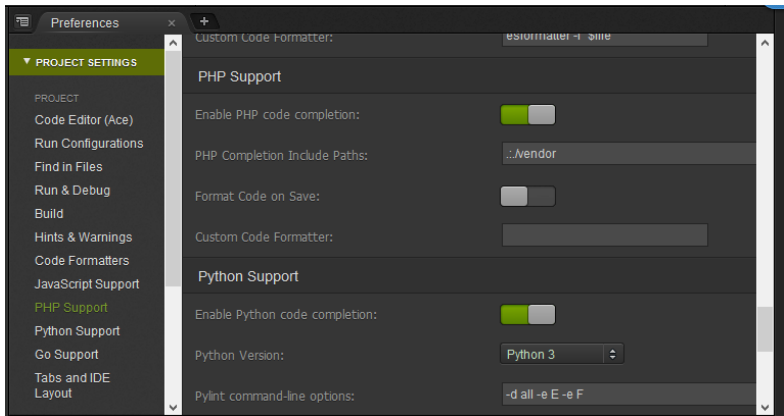 Preferences × +
PROJECT SETTINGS
PROJECT
Code Editor (Ace)
Run Configurations
Find in Files
Run & Debug
Build
Hints & Warnings
Code Formatters
JavaScript Support
PHP Support
Python Support
Go Support
Tabs and IDE
Layout
Custom Code Formatter:
PHP Support
Enable PHP code completion:
PHP Completion Include Paths: .:./vendor
Format Code on Save:
Custom Code Formatter:
Python Support
Enable Python code completion:
Python Version: Python 3
Pylint command-line options: -d all -e E -e F